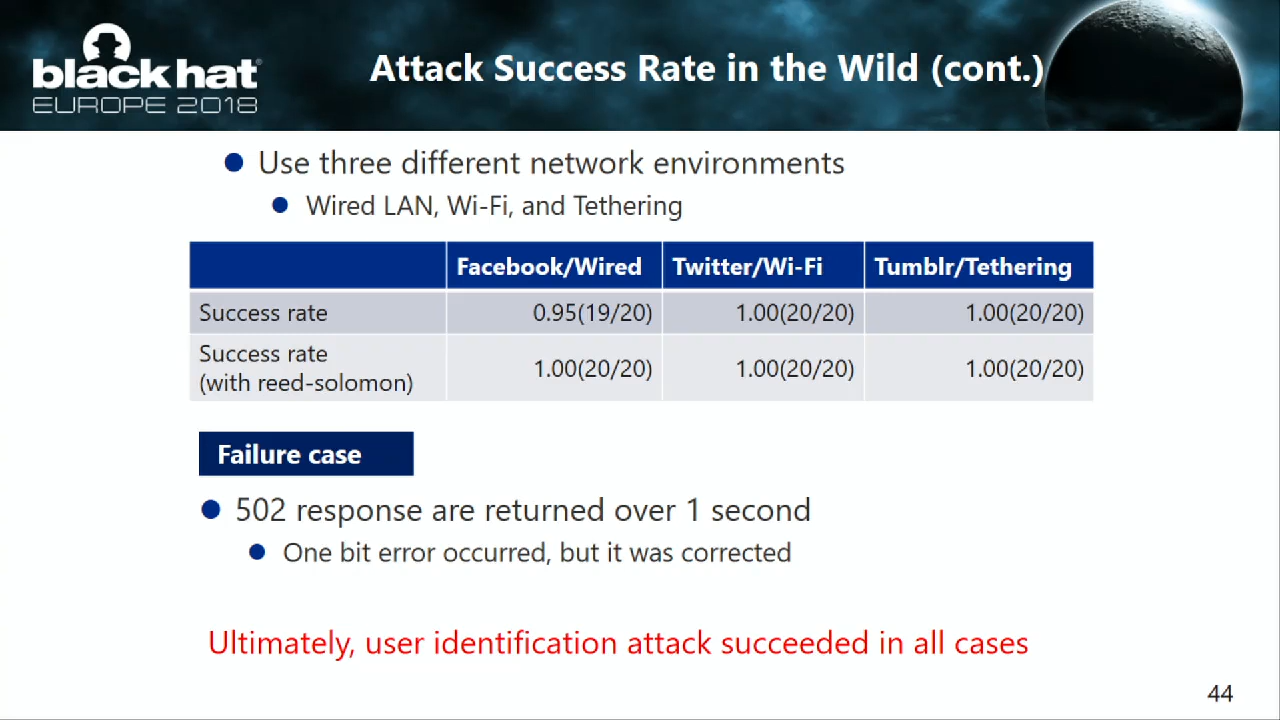 black hat
EUROPE 2018
Attack Success Rate in the Wild (cont.)
Use three different network environments
Wired LAN, Wi-Fi, and Tethering
Facebook/Wired Twitter/Wi-Fi Tumblr/Tethering
Success rate 0.95(19/20) 1.00(20/20) 1.00(20/20)
Success rate
(with reed-solomon) 1.00(20/20) 1.00(20/20) 1.00(20/20)
Failure case
502 response are returned over 1 second
One bit error occurred, but it was corrected
Ultimately, user identification attack succeeded in all cases
44